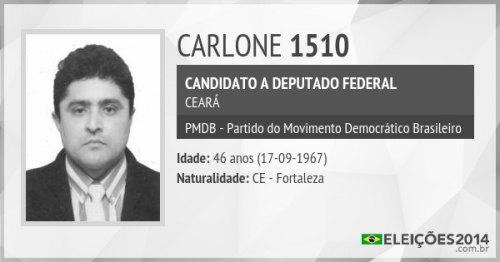 CARLONE 1510
CANDIDATO A DEPUTADO FEDERAL
CEARÁ
PMDB - Partido do Movimento Democrático Brasileiro
Idade: 46 anos (17-09-1967)
Naturalidade: CE - Fortaleza
ELEIÇÕES2014
.com.br